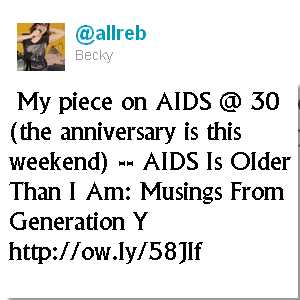 @allreb
Becky
My piece on AIDS @ 30
(the anniversary is this
weekend) -- AIDS Is Older
Than I Am: Musings From
Generation Y
http://ow.ly/58JIf